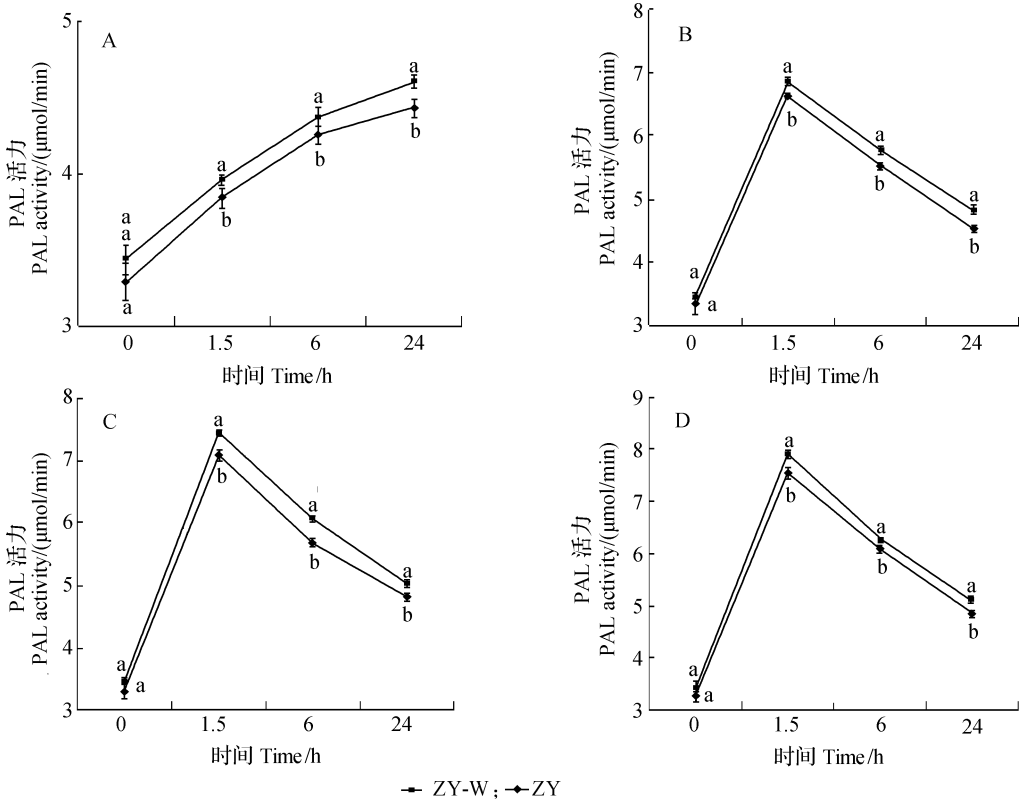 A
PAL 活力
PAL activity/(μmol/min)
5
4
3
a
a
a
a
b
a
b
a
b
0 1.5 6 24
时间 Time/h
B
PAL 活力
PAL activity/(μmol/min)
8
7
6
5
4
3
a
a
a
b
a
b
a
b
0 1.5 6 24
时间 Time/h
C
PAL 活力
PAL activity/(μmol/min)
8
7
6
5
4
3
a
a
a
b
a
b
a
b
0 1.5 6 24
时间 Time/h
D
PAL 活力
PAL activity/(μmol/min)
9
8
7
6
5
4
3
a
a
a
b
a
b
a
b
0 1.5 6 24
时间 Time/h
ZY-W; ZY